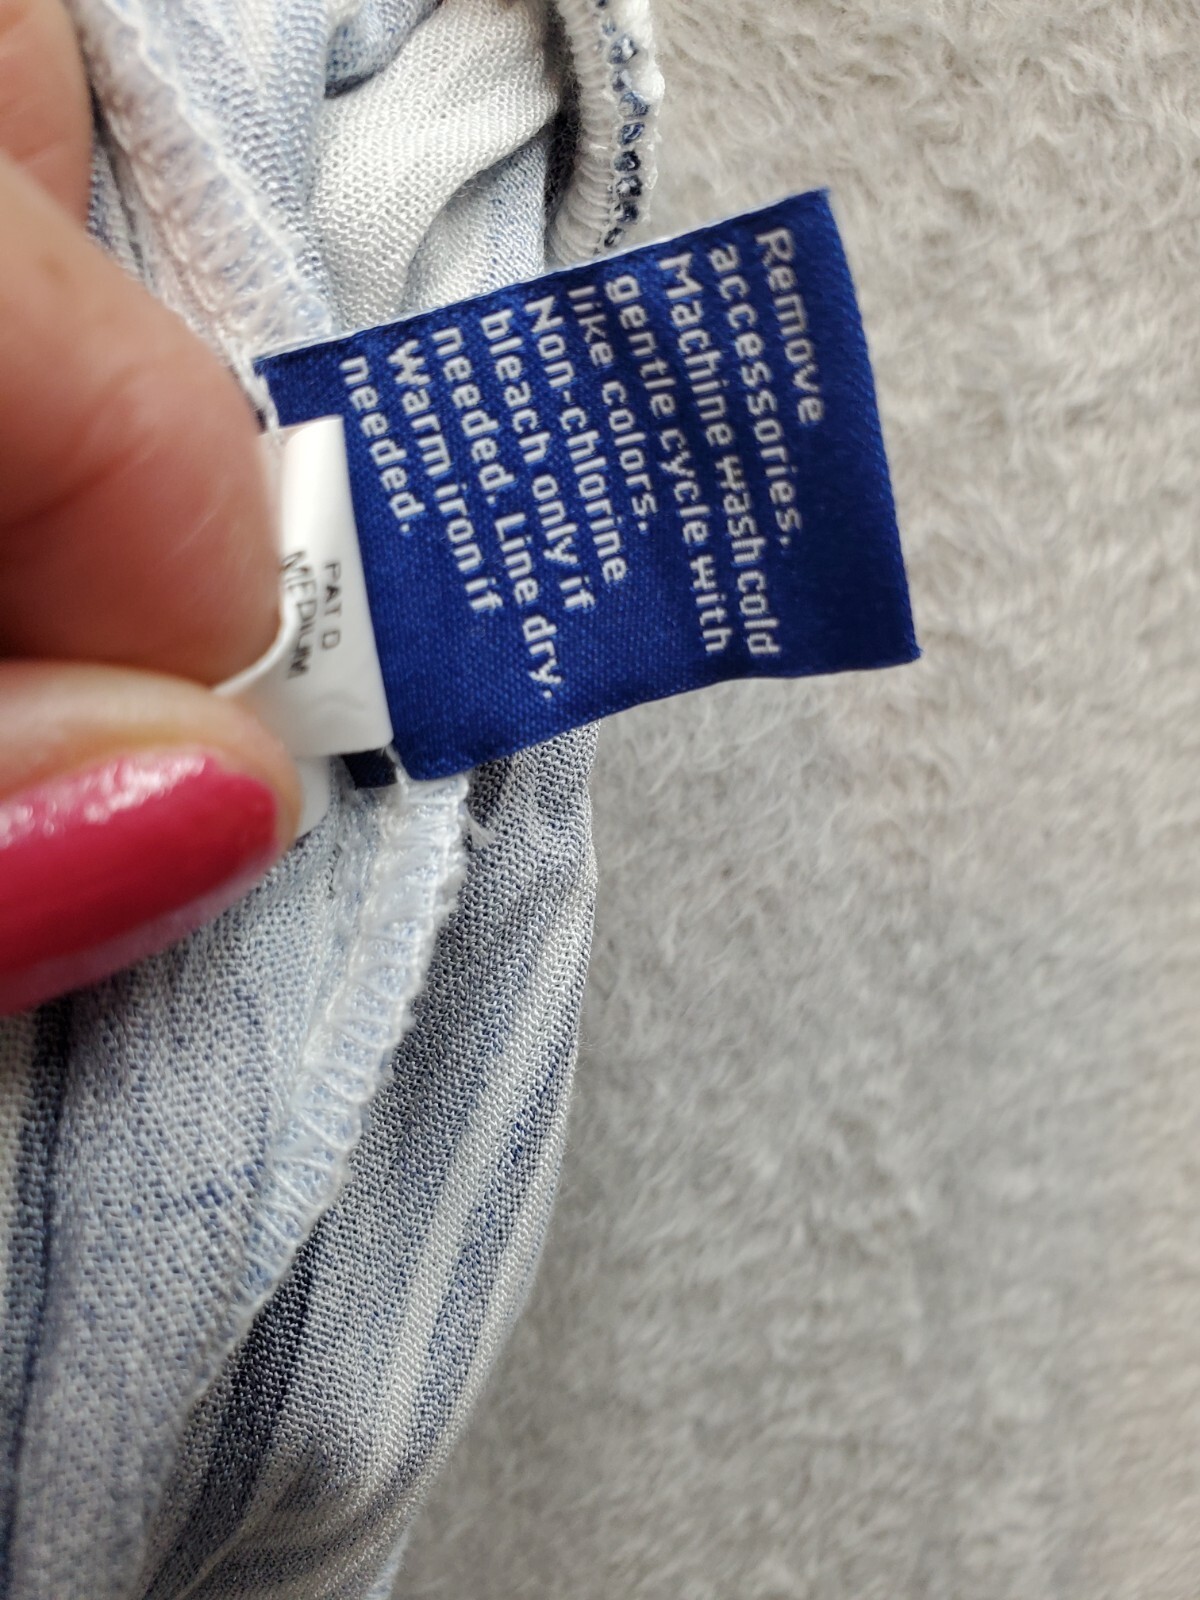 Remove
accessories.
Machine wash cold
gentle cycle with
like colors.
Non-chlorine
bleach only if
needed. Line dry.
Warm iron if
needed.
PAT D
MEDIUM